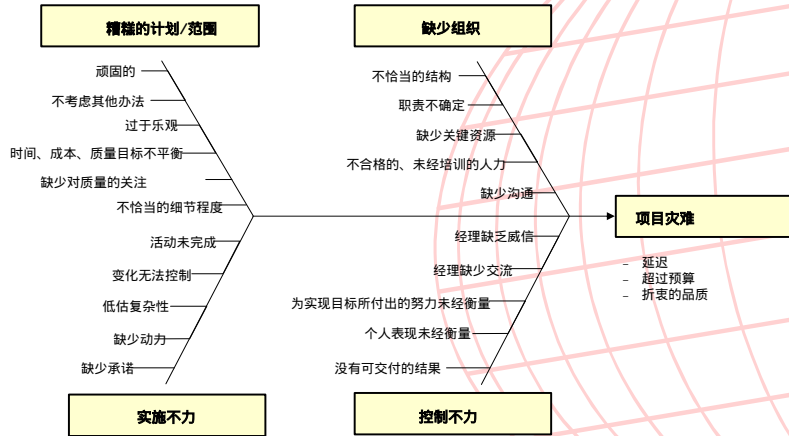 糟糕的计划/范围
缺少组织
顽固的
不考虑其他办法
过于乐观
时间、成本、质量目标不平衡
缺少对质量的关注
不恰当的细节程度
不恰当的结构
职责不确定
缺少关键资源
不合格的、未经培训的人力
缺少沟通
项目灾难
- 延迟
- 超过预算
- 折衷的品质
活动未完成
变化无法控制
低估复杂性
缺少动力
缺少承诺
经理缺乏威信
经理缺少交流
为实现目标所付出的努力未经衡量
个人表现未经衡量
没有可交付的结果
实施不力
控制不力